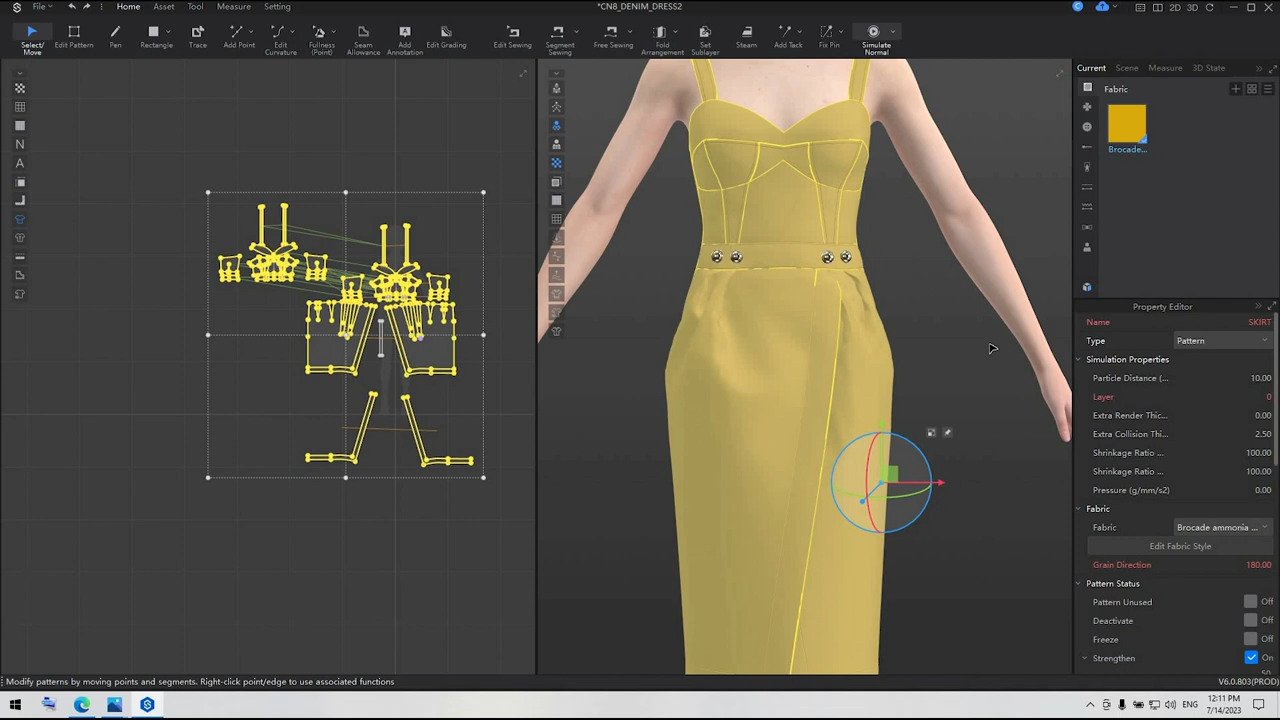 File
Home
Asset
Tool
Measure
Setting
*CN8_DENIM_DRESS2
2D
3D
Select/
Move
Edit Pattern
Pen
Rectangle
Trace
Add Point
Edit
Curvature
Fullness
(Point)
Seam
Allowance
Add
Annotation
Edit Grading
Edit Sewing
Segment
Sewing
Free Sewing
Fold
Arrangement
Set
Sublayer
Steam
Add Tack
Fix Pin
Simulate
Normal
Current
Scene
Measure
3D State
Fabric
Brocade...
Property Editor
Name SKIRT
Type Pattern
Simulation Properties
Particle Distance (... 10.00
Layer 0
Extra Render Thic... 0.00
Extra Collision Thi... 2.50
Shrinkage Ratio ... 100.00
Shrinkage Ratio ... 100.00
Pressure (g/mm/s2) 0.00
Fabric
Fabric Brocade ammonia ...
Edit Fabric Style
Grain Direction 180.00
Pattern Status
Pattern Unused Off
Deactivate Off
Freeze Off
Strengthen On
Modify patterns by moving points and segments. Right-click point/edge to use associated functions
V6.0.803(PROD)
12:11 PM
7/14/2023